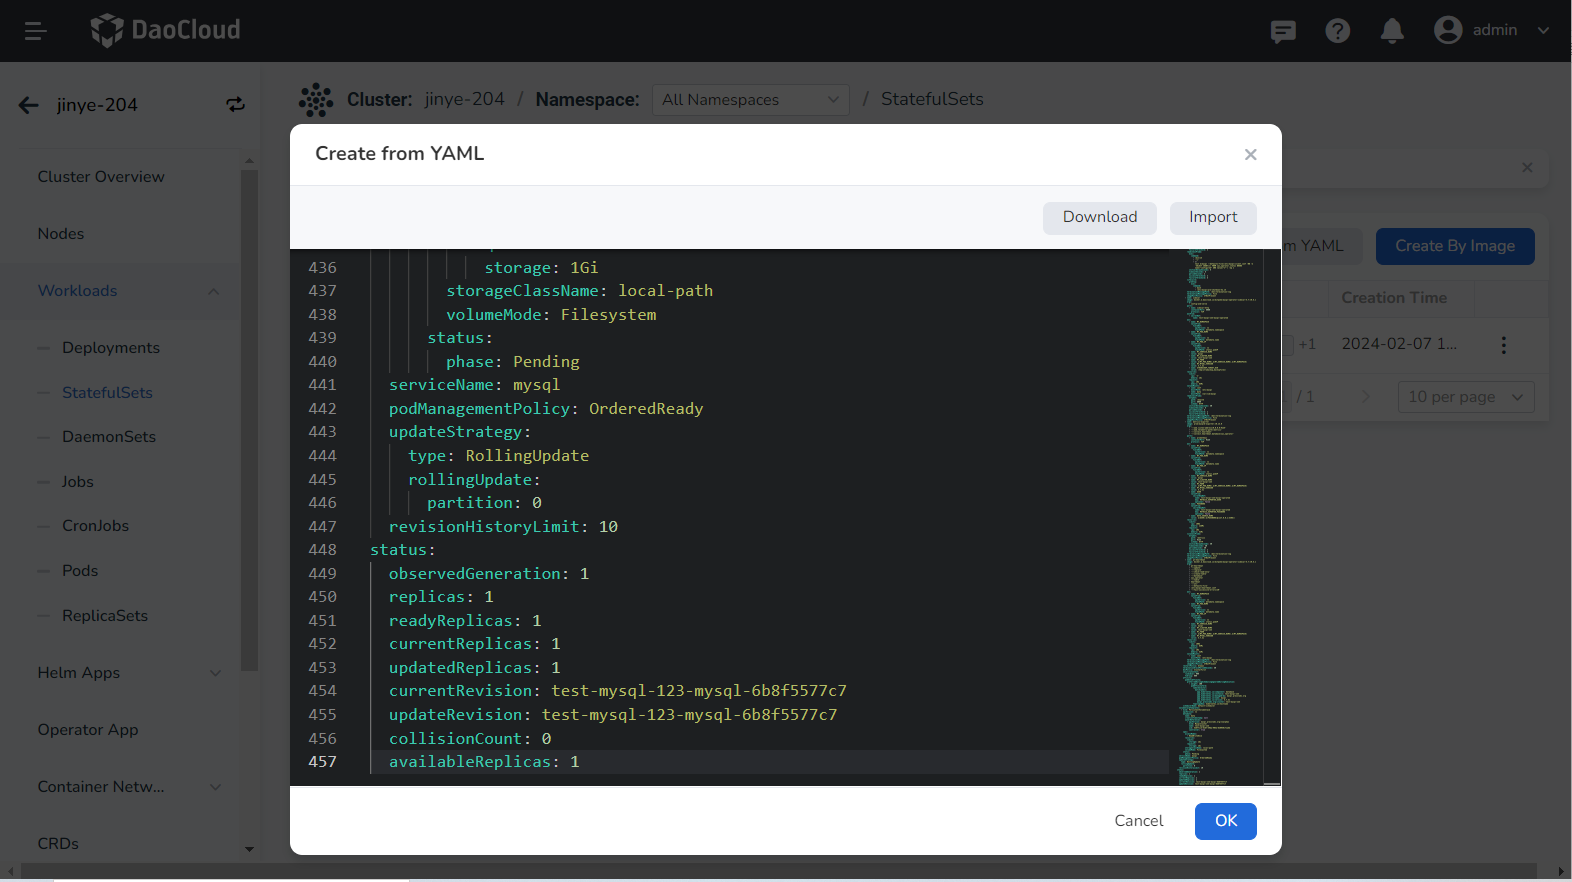 DaoCloud
admin
jinye-204
Cluster: jinye-204 / Namespace: All Namespaces / StatefulSets
Create from YAML
Download
Import
Cluster Overview
Nodes
Workloads
Deployments
StatefulSets
DaemonSets
Jobs
CronJobs
Pods
ReplicaSets
Helm Apps
Operator App
Container Netw...
CRDs
YAML
Create By Image
Creation Time
+1
2024-02-07 1...
/ 1
10 per page
436 storage: 1Gi
437 storageClassName: local-path
438 volumeMode: Filesystem
439 status:
440 phase: Pending
441 serviceName: mysql
442 podManagementPolicy: OrderedReady
443 updateStrategy:
444 type: RollingUpdate
445 rollingUpdate:
446 partition: 0
447 revisionHistoryLimit: 10
448 status:
449 observedGeneration: 1
450 replicas: 1
451 readyReplicas: 1
452 currentReplicas: 1
453 updatedReplicas: 1
454 currentRevision: test-mysql-123-mysql-6b8f5577c7
455 updateRevision: test-mysql-123-mysql-6b8f5577c7
456 collisionCount: 0
457 availableReplicas: 1
Cancel
OK